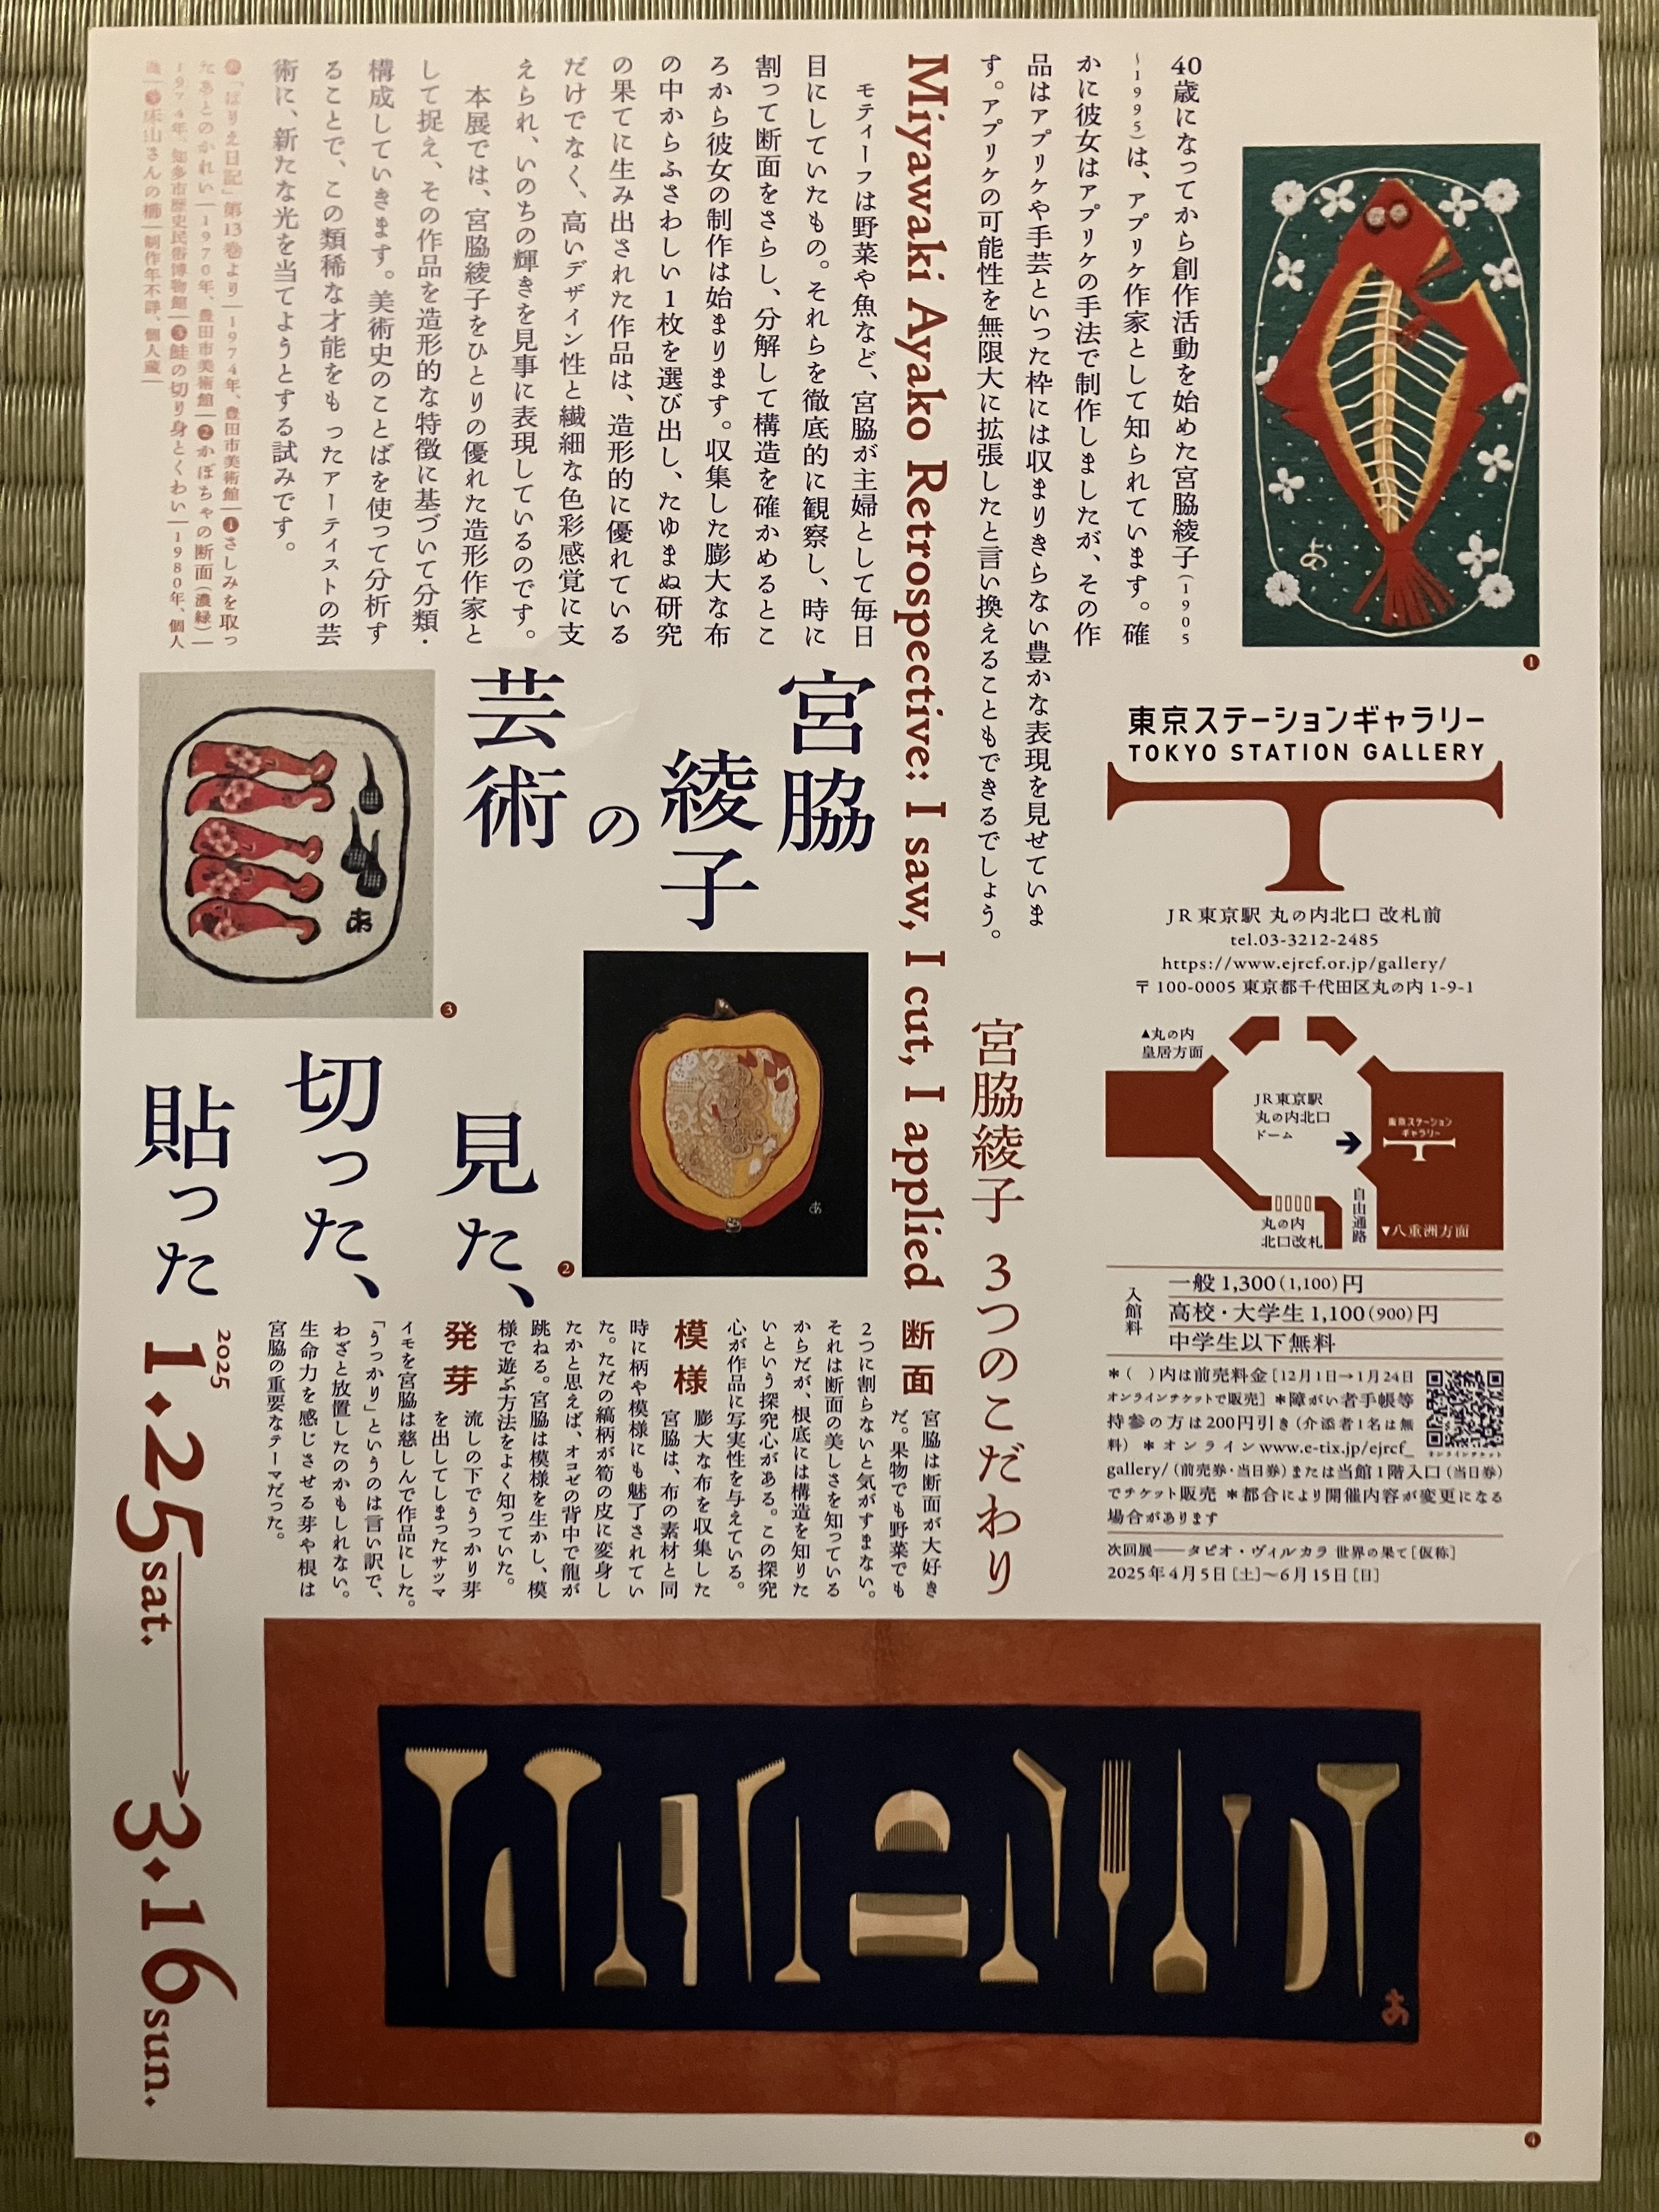 40歳になってから創作活動を始めた宮脇綾子(1905
~1995)は、アプリケ作家として知られています。確
かに彼女はアプリケの手法で制作しましたが、その作
品はアプリケや手芸といった枠には収まりきらない豊かな表現を見せていま
す。アプリケの可能性を無限大に拡張したと言い換えることもできるでしょう。
Miyawaki Ayako Retrospective: I saw, I cut, I applied
モティーフは野菜や魚など、宮脇が主婦として毎日
目にしていたもの。それらを徹底的に観察し、時に
割って断面をさらし、分解して構造を確かめるとこ
ろから彼女の制作は始まります。収集した膨大な布
の中からふさわしい1枚を選び出し、たゆまぬ研究
の果てに生み出された作品は、造形的に優れている
だけでなく、高いデザイン性と繊細な色彩感覚に支
えられ、いのちの輝きを見事に表現しているのです。
本展では、宮脇綾子をひとりの優れた造形作家と
して捉え、その作品を造形的な特徴に基づいて分類・
構成していきます。美術史のことばを使って分析す
ることで、この類稀な才能をもったアーティストの芸
術に、新たな光を当てようとする試みです。
「はりえ日記」第13巻より|1974年、豊田市美術館|❶さしみを取っ
たあとのかれい|1970年、豊田市美術館|❷かぼちゃの断面(濃緑)|
1974年、知多市歴史民俗博物館|❸鮭の切り身とくわい|1980年、個人
蔵|❹床山さんの櫛|制作年不詳、個人蔵|
宮脇
綾子
の
芸術
見た、
切った、
貼った
2025
1.25sat.
3.16sun.
お
❶
あ
❷
あ
❸
あ
❹
東京ステーションギャラリー
TOKYO STATION GALLERY
JR東京駅 丸の内北口 改札前
tel.03-3212-2485
https://www.ejrcf.or.jp/gallery/
〒100-0005 東京都千代田区丸の内1-9-1
▲丸の内
皇居方面
JR東京駅
丸の内北口
ドーム
東京ステーション
ギャラリー
自由通路
丸の内
北口改札
▼八重洲方面
入館料
一般1,300(1,100)円
高校・大学生1,100(900)円
中学生以下無料
*( )内は前売料金[12月1日→1月24日
オンラインチケットで販売] *障がい者手帳等
持参の方は200円引き(介添者1名は無
料) *オンラインwww.e-tix.jp/ejrcf_
gallery/(前売券・当日券)または当館1階入口(当日券)
でチケット販売 *都合により開催内容が変更になる
場合があります
オンラインチケット
次回展──タピオ・ヴィルカラ 世界の果て[仮称]
2025年4月5日[土]~6月15日[日]
宮脇綾子 3つのこだわり
断面
宮脇は断面が大好き
だ。果物でも野菜でも
2つに割らないと気がすまない。
それは断面の美しさを知っている
からだが、根底には構造を知りた
いという探究心がある。この探究
心が作品に写実性を与えている。
模様
膨大な布を収集した
宮脇は、布の素材と同
時に柄や模様にも魅了されてい
た。ただの縞柄が筍の皮に変身し
たかと思えば、オコゼの背中で龍が
跳ねる。宮脇は模様を生かし、模
様で遊ぶ方法をよく知っていた。
発芽
流しの下でうっかり芽
を出してしまったサツマ
イモを宮脇は慈しんで作品にした。
「うっかり」というのは言い訳で、
わざと放置したのかもしれない。
生命力を感じさせる芽や根は
宮脇の重要なテーマだった。